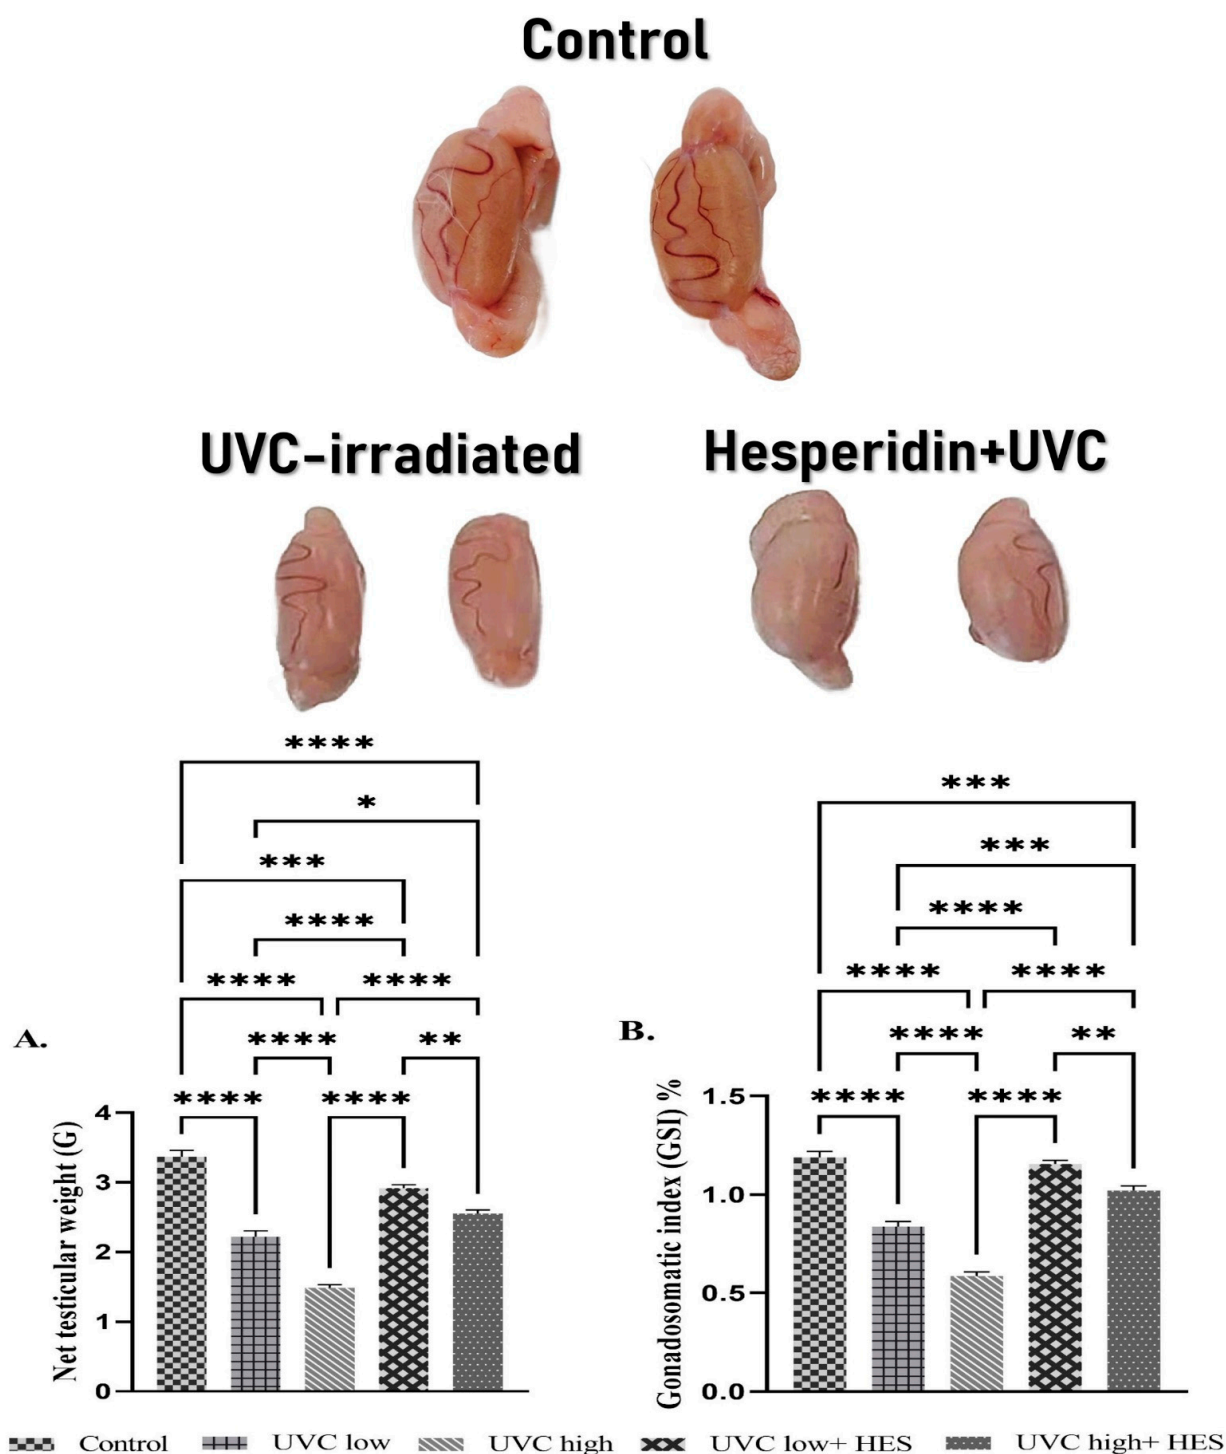 Control
UVC-irradiated
Hesperidin+UVC
****
*
***
****
****
****
****
**
****
****
A.
Net testicular weight (G)
4
3
2
1
0
***
***
****
****
****
****
**
****
****
B.
Gonadosomatic index (GSI) %
1.5
1.0
0.5
0.0
Control
UVC low
UVC high
UVC low+ HES
UVC high+ HES